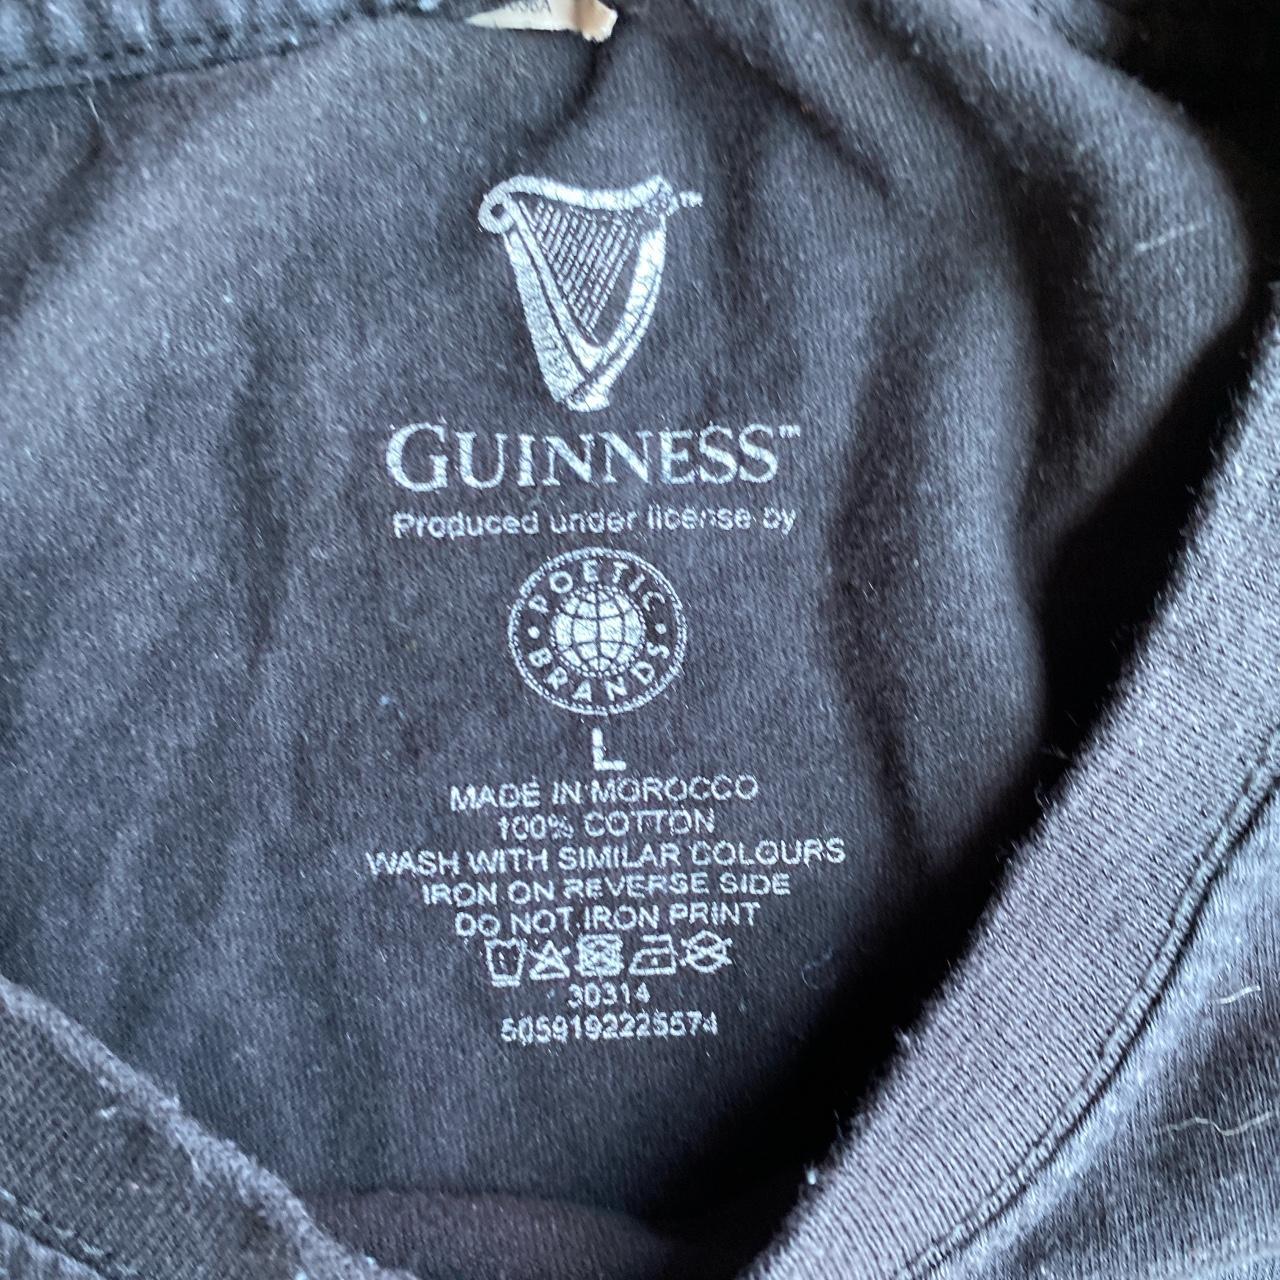 GUINNESS™
Produced under license by
POETIC BRANDS
L
MADE IN MOROCCO
100% COTTON
WASH WITH SIMILAR COLOURS
IRON ON REVERSE SIDE
DO NOT IRON PRINT
30314
5059192225574